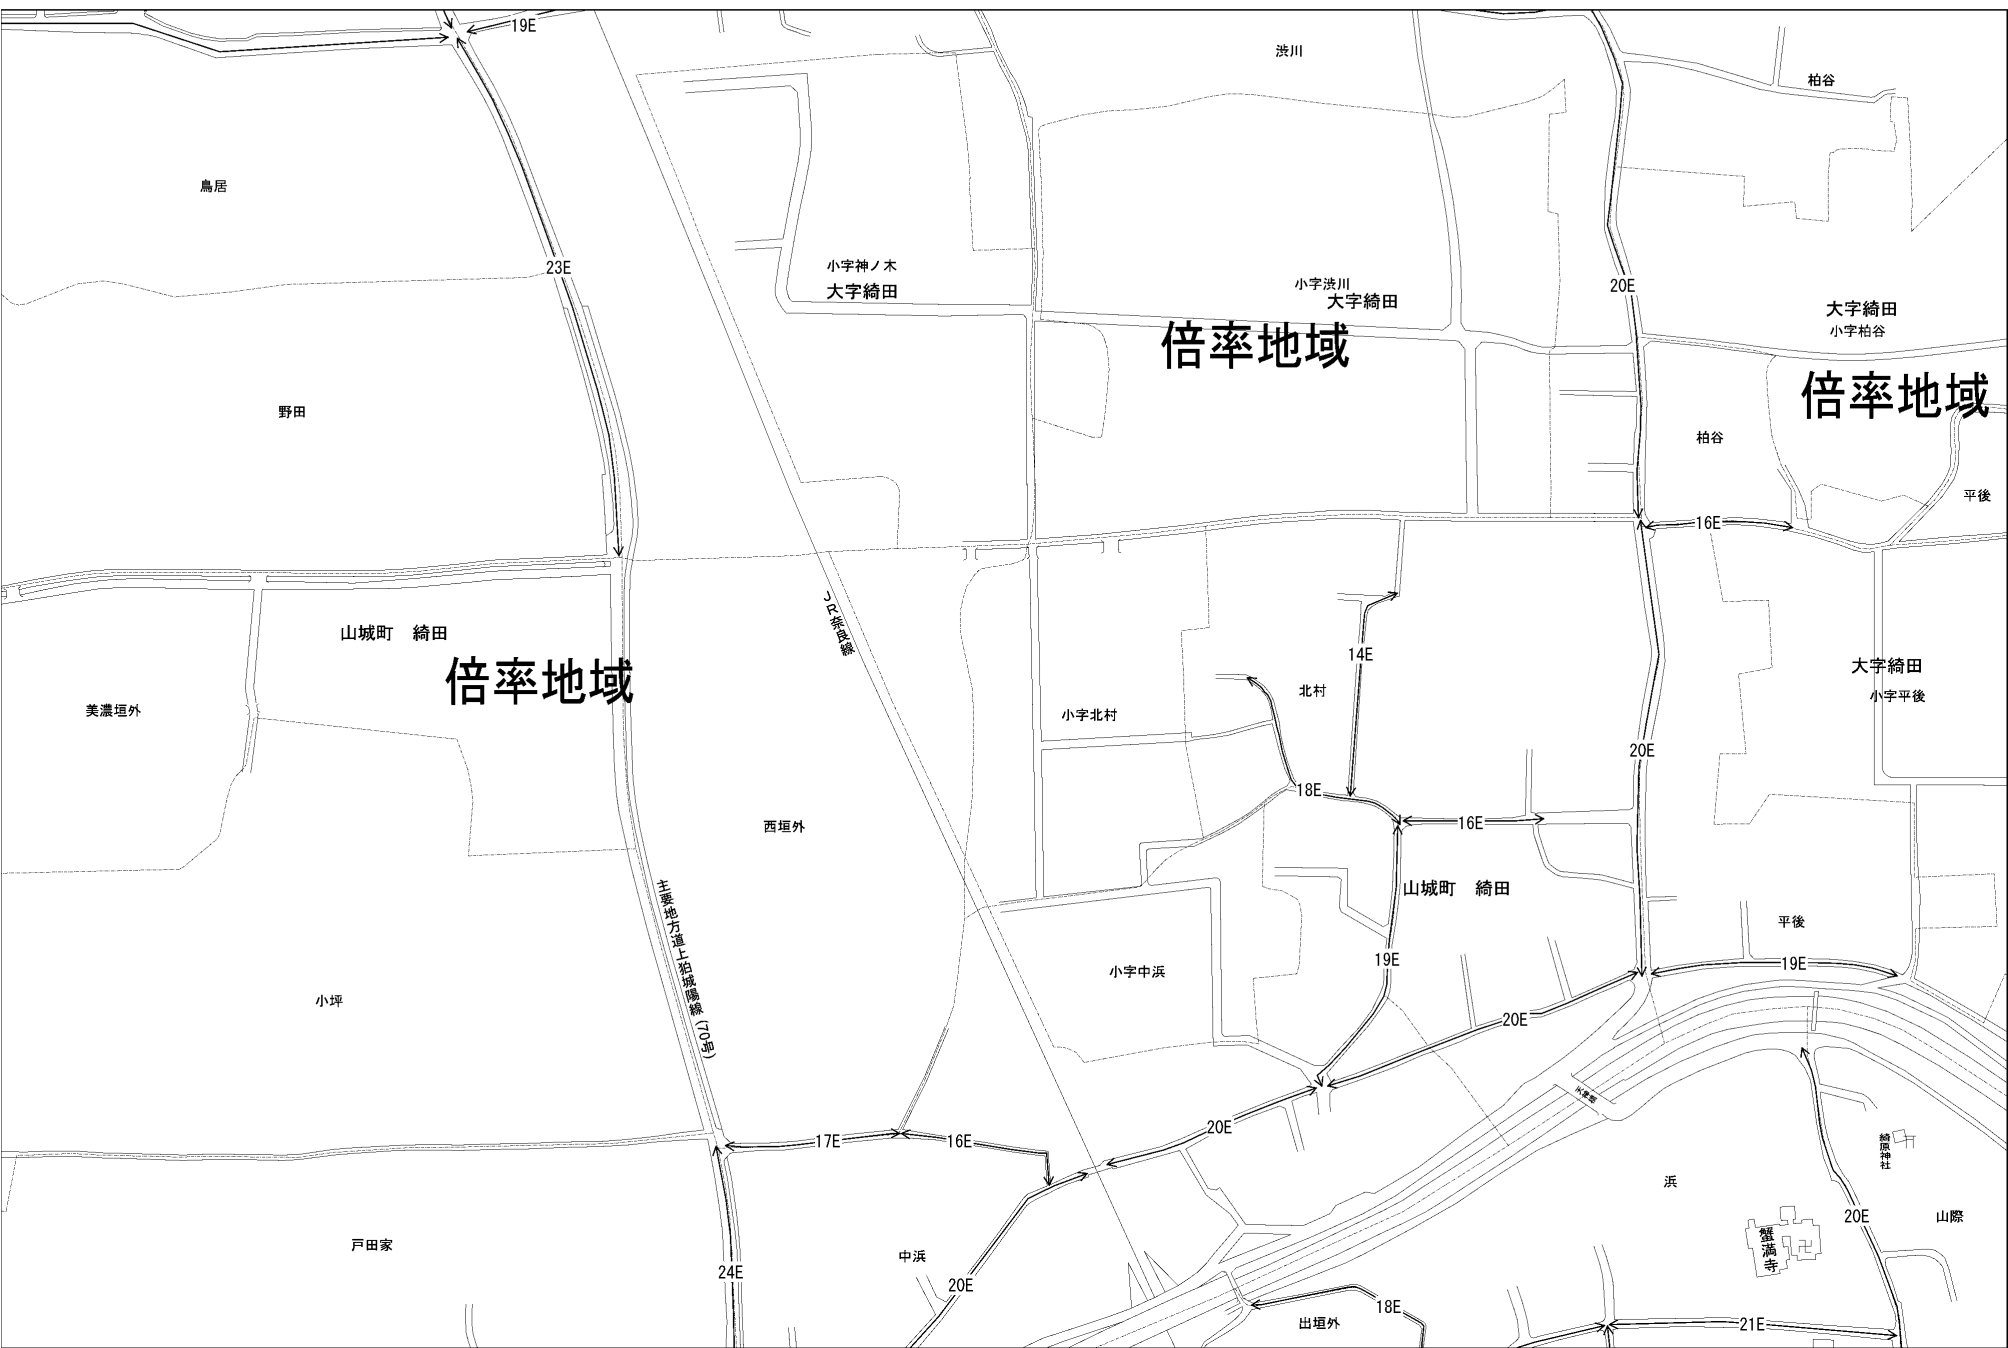 19E
渋川
柏谷
鳥居
23E
小字神ノ木
大字綺田
小字渋川
大字綺田
20E
大字綺田
小字柏谷
倍率地域
倍率地域
野田
柏谷
平後
16E
JR奈良線
山城町 綺田
倍率地域
14E
大字綺田
小字平後
美濃垣外
小字北村
北村
20E
18E
16E
西垣外
主要地方道上狛城陽線(70号)
山城町 綺田
平後
19E
19E
小字中浜
小坪
20E
天神川
17E
16E
20E
綺原神社
浜
20E
山際
蟹満寺
戸田家
24E
中浜
20E
18E
出垣外
21E